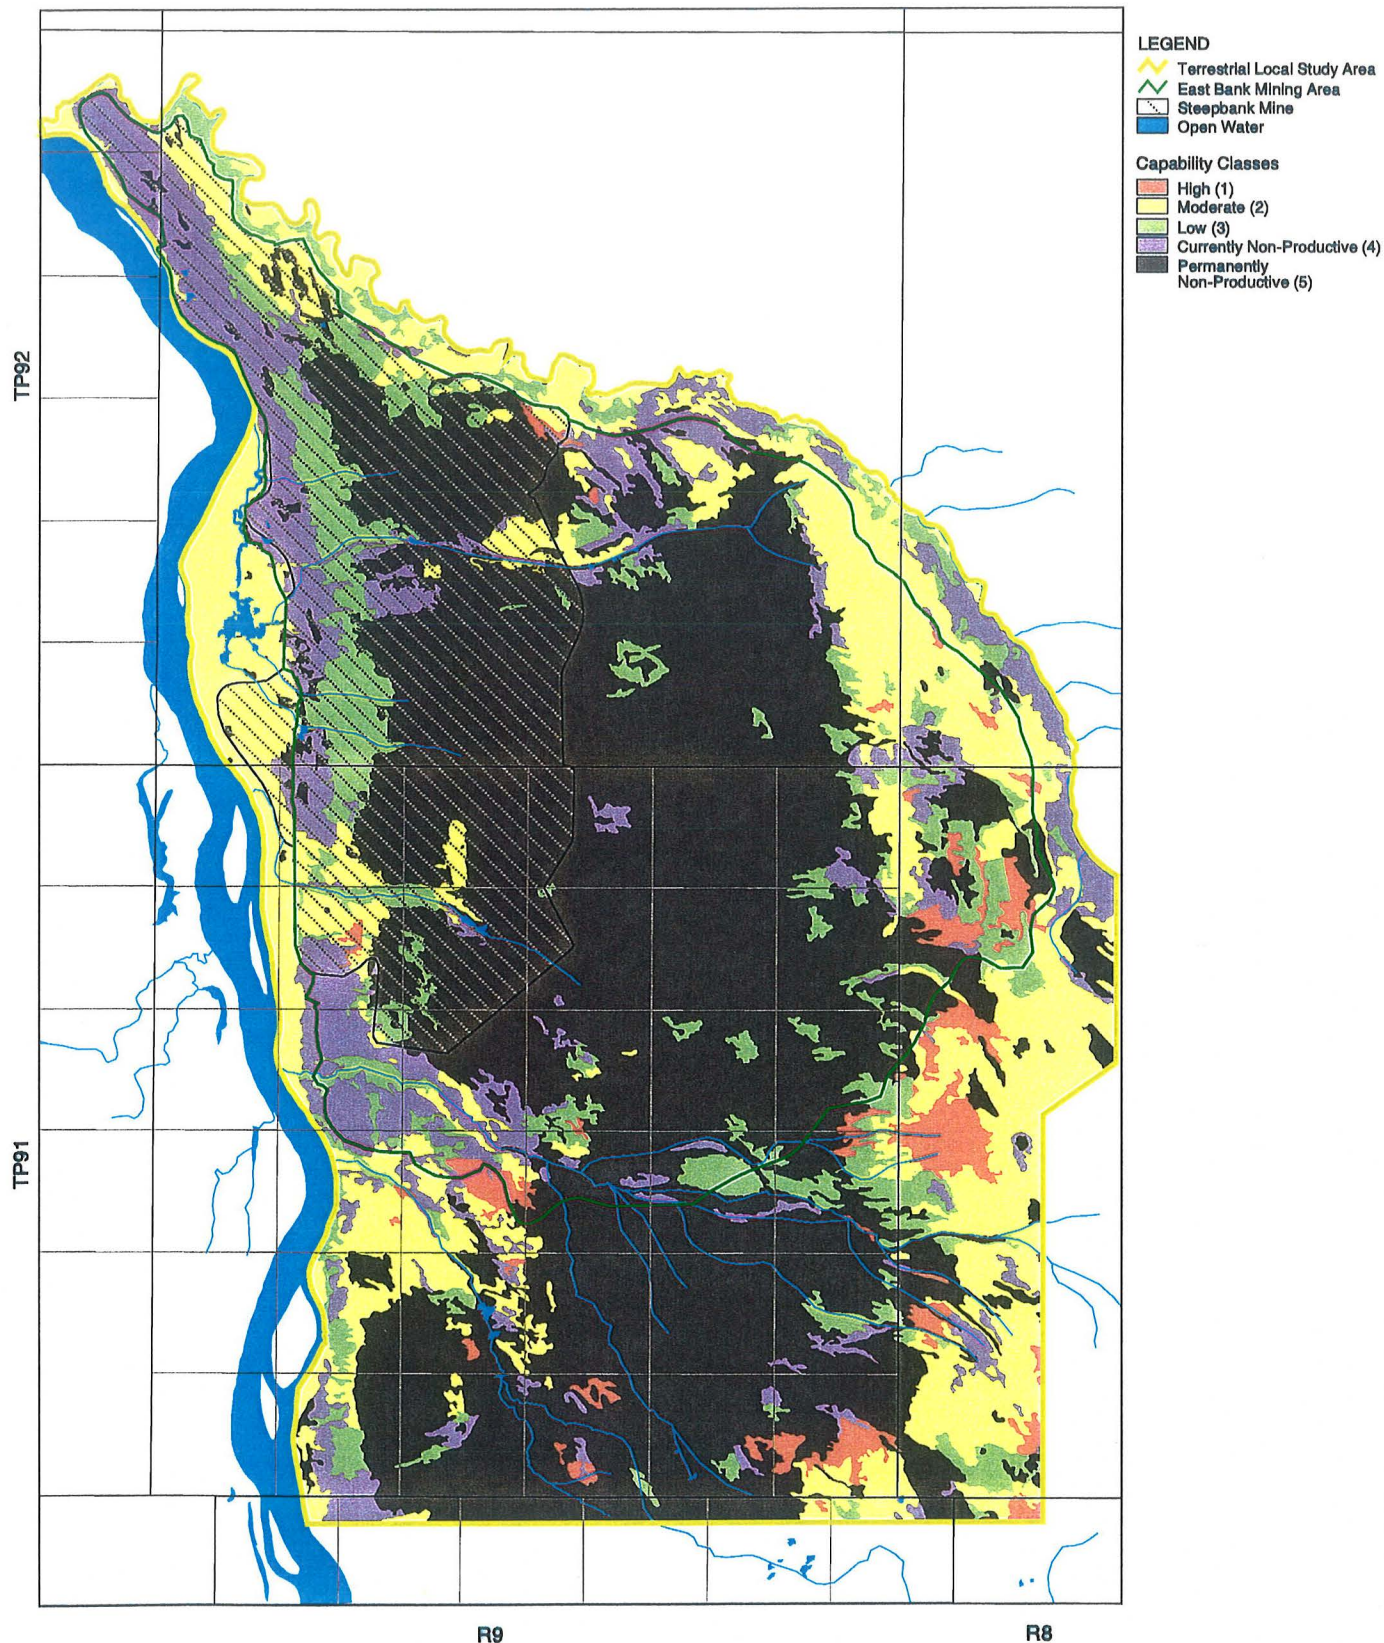 LEGEND
Terrestrial Local Study Area
East Bank Mining Area
Steepbank Mine
Open Water
Capability Classes
High (1)
Moderate (2)
Low (3)
Currently Non-Productive (4)
Permanently
Non-Productive (5)
TP92
TP91
R9
R8